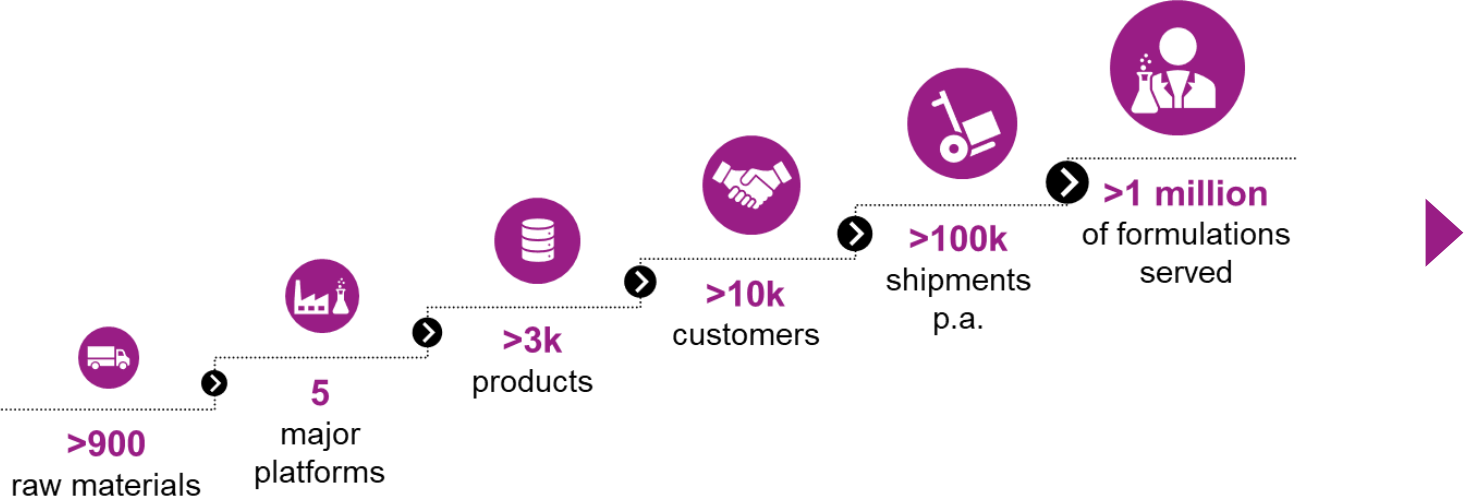 >900
raw materials
5
major
platforms
>3k
products
>10k
customers
>100k
shipments
p.a.
>1 million
of formulations
served